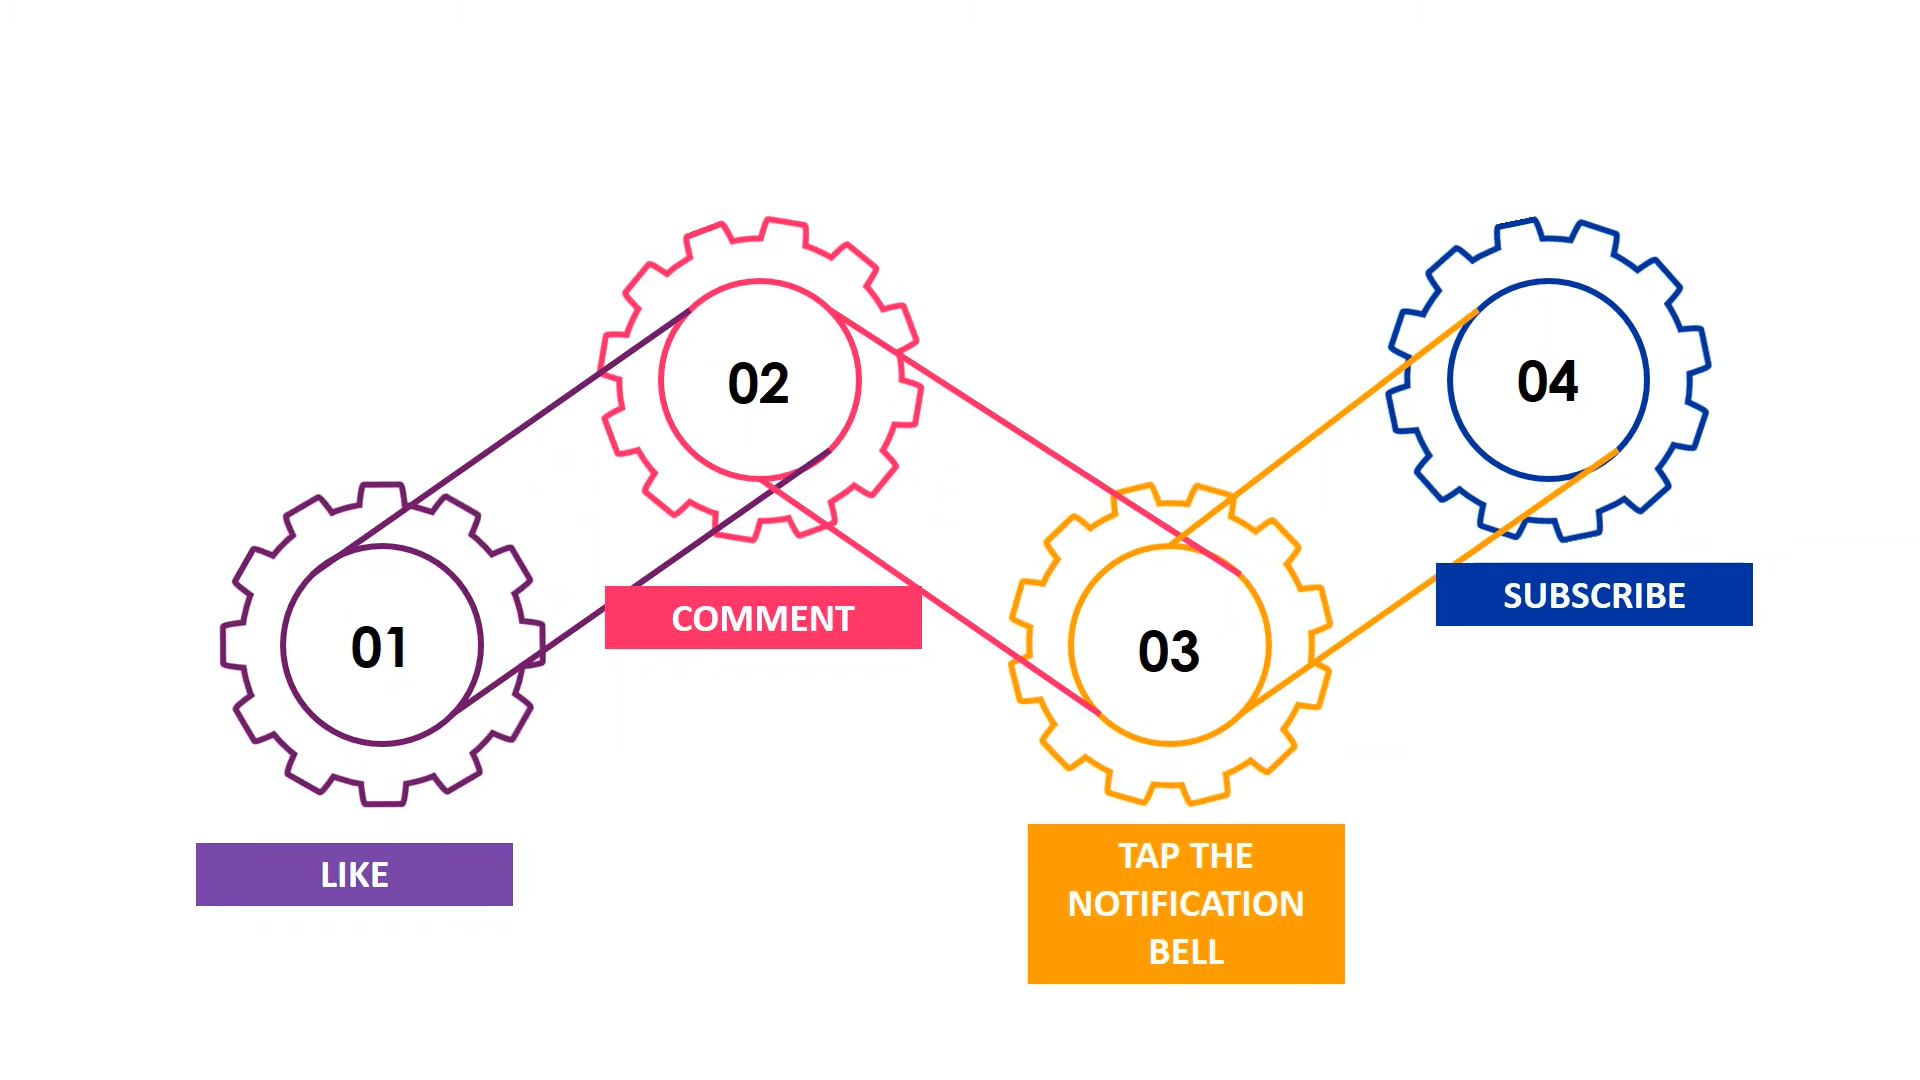 01
LIKE
02
COMMENT
03
TAP THE
NOTIFICATION
BELL
04
SUBSCRIBE